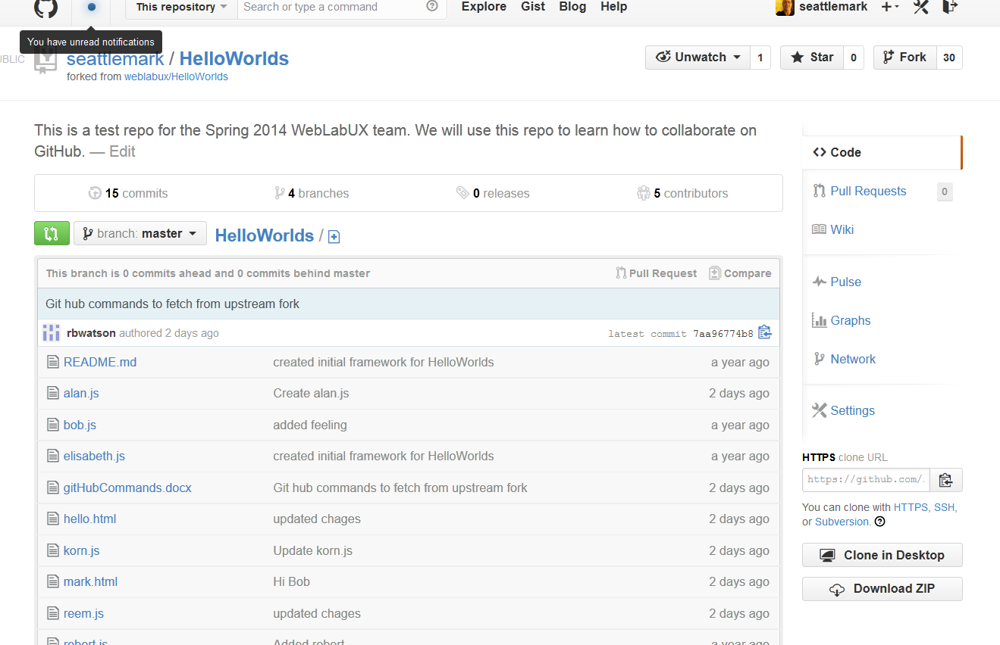 This repository Search or type a command Explore Gist Blog Help seattlemark
You have unread notifications
seattlemark / HelloWorlds
forked from weblabux/HelloWorlds
Unwatch 1 Star 0 Fork 30
This is a test repo for the Spring 2014 WebLabUX team. We will use this repo to learn how to collaborate on
GitHub. — Edit
15 commits 4 branches 0 releases 5 contributors
branch: master HelloWorlds /
This branch is 0 commits ahead and 0 commits behind master Pull Request Compare
Git hub commands to fetch from upstream fork
rbwatson authored 2 days ago latest commit 7aa96774b8
README.md created initial framework for HelloWorlds a year ago
alan.js Create alan.js 2 days ago
bob.js added feeling a year ago
elisabeth.js created initial framework for HelloWorlds a year ago
gitHubCommands.docx Git hub commands to fetch from upstream fork 2 days ago
hello.html updated chages 2 days ago
korn.js Update korn.js 2 days ago
mark.html Hi Bob 2 days ago
reem.js updated chages 2 days ago
robert.js Added robert a year ago
Code
Pull Requests 0
Wiki
Pulse
Graphs
Network
Settings
HTTPS clone URL
https://github.com/
You can clone with HTTPS, SSH,
or Subversion.
Clone in Desktop
Download ZIP